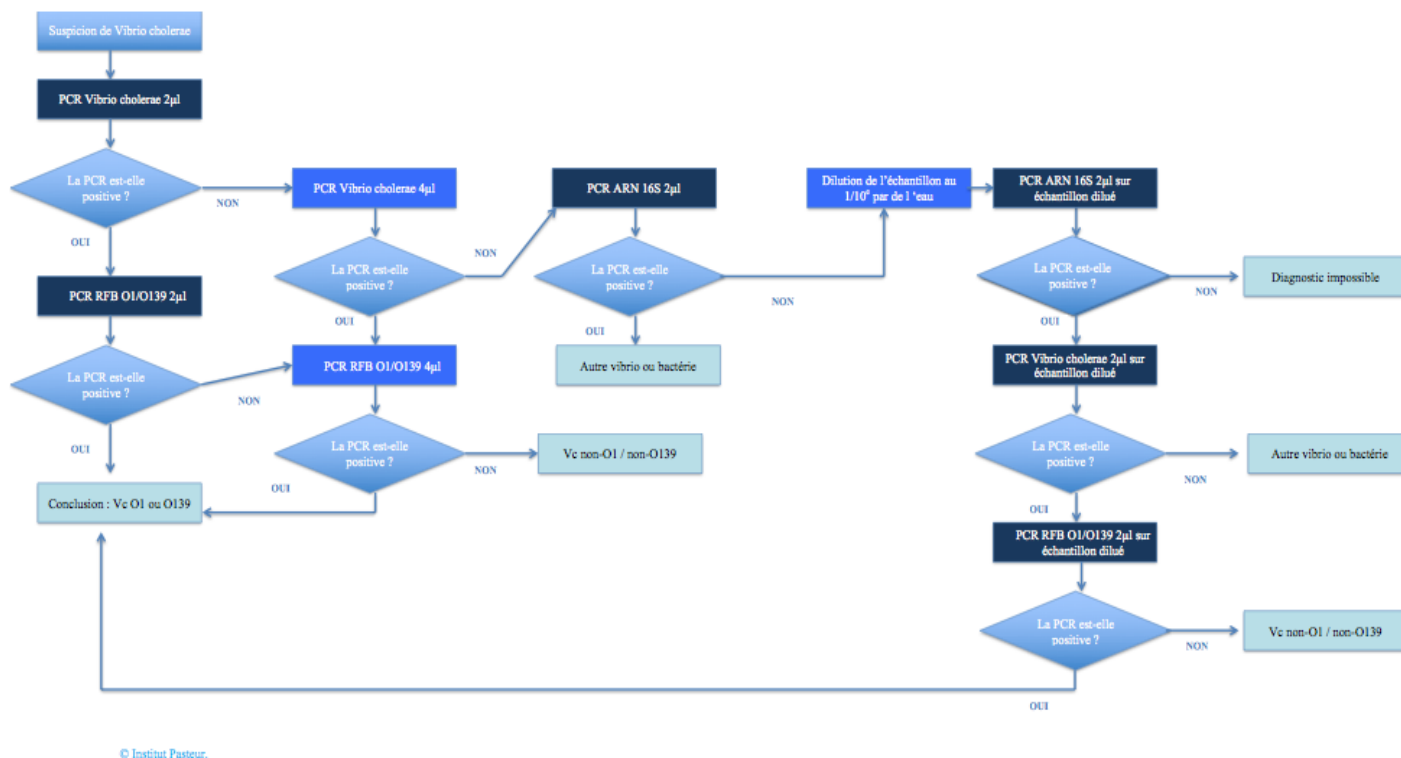 Suspicion de Vibrio cholerae
PCR Vibrio cholerae 2µl
La PCR est-elle
positive ?
NON
OUI
PCR RFB O1/O139 2µl
La PCR est-elle
positive ?
NON
OUI
Conclusion : Vc O1 ou O139
PCR Vibrio cholerae 4µl
La PCR est-elle
positive ?
NON
OUI
PCR RFB O1/O139 4µl
La PCR est-elle
positive ?
NON
OUI
Vc non-O1 / non-O139
PCR ARN 16S 2µl
La PCR est-elle
positive ?
NON
OUI
Autre vibrio ou bactérie
Dilution de l'échantillon au
1/10e par de l 'eau
PCR ARN 16S 2µl sur
échantillon dilué
La PCR est-elle
positive ?
NON
OUI
Diagnostic impossible
PCR Vibrio cholerae 2µl sur
échantillon dilué
La PCR est-elle
positive ?
NON
OUI
Autre vibrio ou bactérie
PCR RFB O1/O139 2µl sur
échantillon dilué
La PCR est-elle
positive ?
NON
OUI
Vc non-O1 / non-O139
© Institut Pasteur.